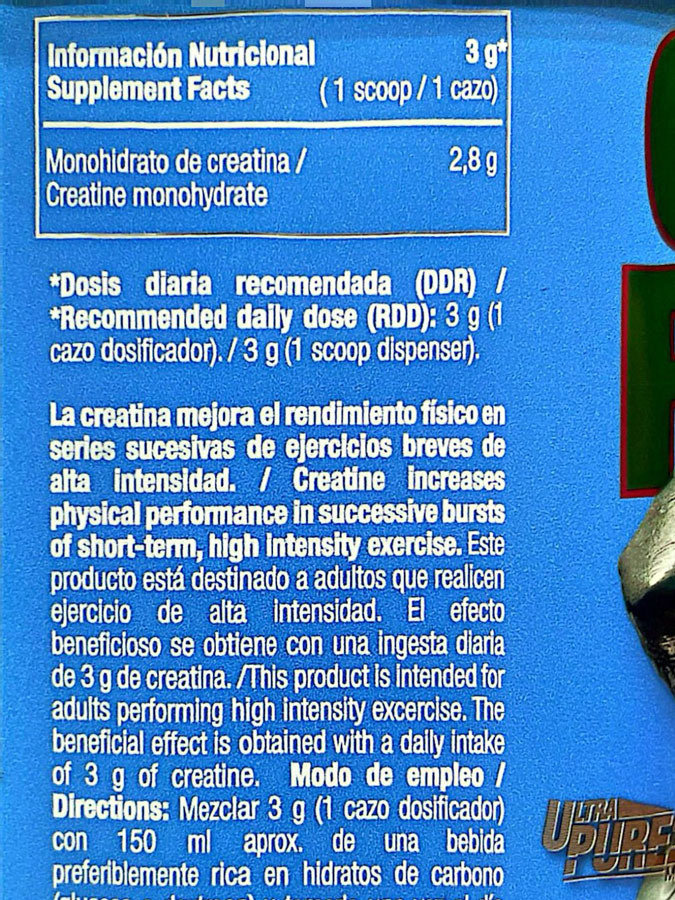 Información Nutricional 3 g*
Supplement Facts (1 scoop / 1 cazo)
Monohidrato de creatina / 2,8 g
Creatine monohydrate
*Dosis diaria recomendada (DDR) /
*Recommended daily dose (RDD): 3 g (1
cazo dosificador). / 3 g (1 scoop dispenser).
La creatina mejora el rendimiento físico en
series sucesivas de ejercicios breves de
alta intensidad. / Creatine increases
physical performance in successive bursts
of short-term, high intensity exercise. Este
producto está destinado a adultos que realicen
ejercicio de alta intensidad. El efecto
beneficioso se obtiene con una ingesta diaria
de 3 g de creatina. /This product is intended for
adults performing high intensity excercise. The
beneficial effect is obtained with a daily intake
of 3 g of creatine. Modo de empleo /
Directions: Mezclar 3 g (1 cazo dosificador)
con 150 ml aprox. de una bebida
preferiblemente rica en hidratos de carbono
ULTRA
PURE